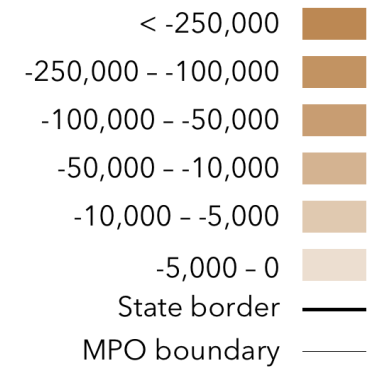 < -250,000
-250,000 – -100,000
-100,000 – -50,000
-50,000 – -10,000
-10,000 – -5,000
-5,000 – 0
State border
MPO boundary